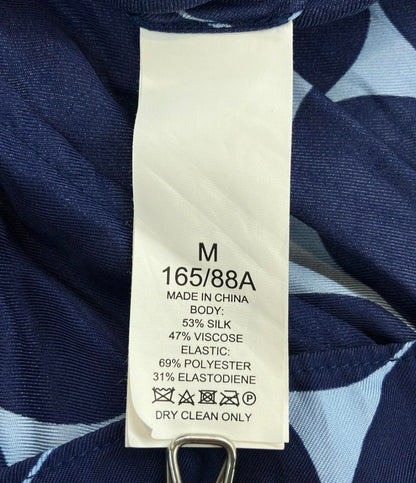 M
165/88A
MADE IN CHINA
BODY:
53% SILK
47% VISCOSE
ELASTIC:
69% POLYESTER
31% ELASTODIENE
P
DRY CLEAN ONLY